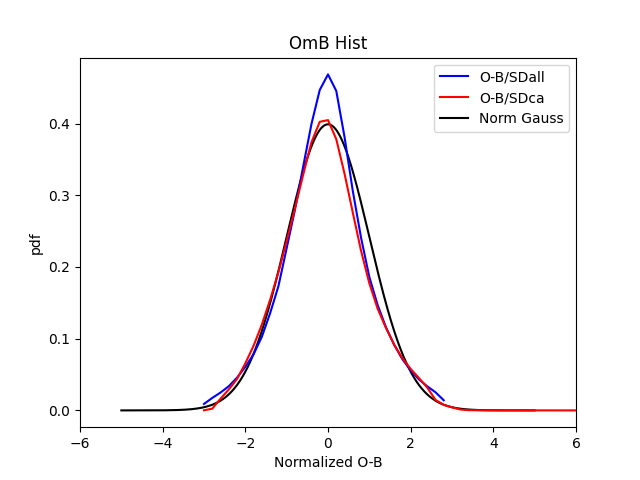 OmB Hist
O-B/SDall
O-B/SDca
Norm Gauss
pdf
0.4
0.3
0.2
0.1
0.0
−6 −4 −2 0 2 4 6
Normalized O-B